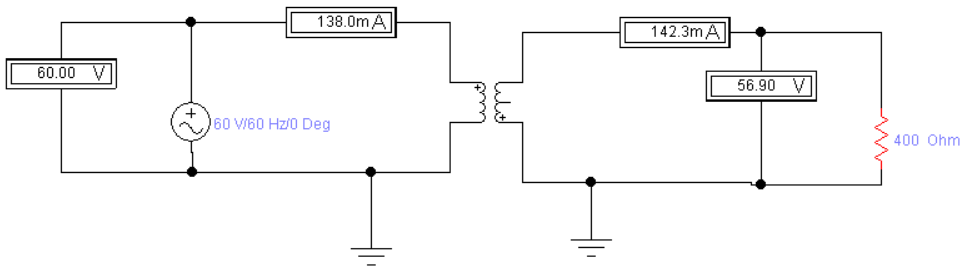 138.0mA
142.3mA
60.00 V
56.90 V
+
60 V/60 Hz/0 Deg
+
+
400 Ohm